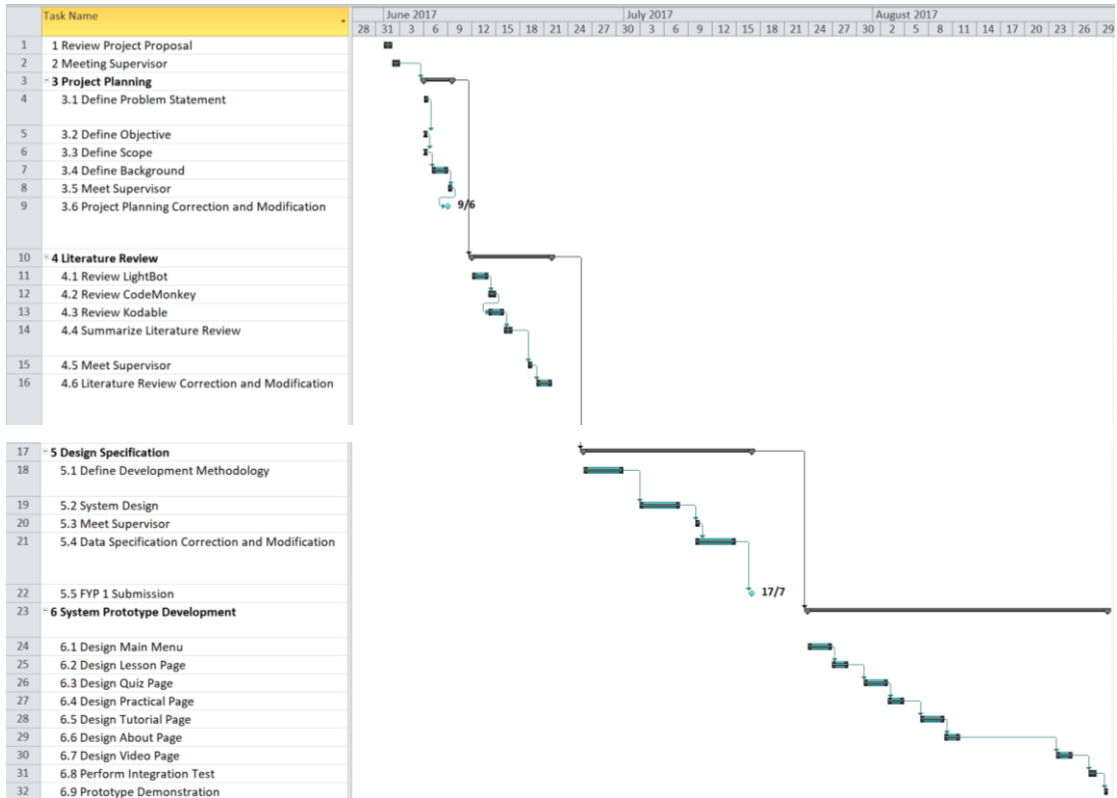 Task Name
June 2017 July 2017 August 2017
28 31 3 6 9 12 15 18 21 24 27 30 3 6 9 12 15 18 21 24 27 30 2 5 8 11 14 17 20 23 26 29
1 1 Review Project Proposal
2 2 Meeting Supervisor
3 3 Project Planning
4 3.1 Define Problem Statement
5 3.2 Define Objective
6 3.3 Define Scope
7 3.4 Define Background
8 3.5 Meet Supervisor
9 3.6 Project Planning Correction and Modification 9/6
10 4 Literature Review
11 4.1 Review LightBot
12 4.2 Review CodeMonkey
13 4.3 Review Kodable
14 4.4 Summarize Literature Review
15 4.5 Meet Supervisor
16 4.6 Literature Review Correction and Modification
17 5 Design Specification
18 5.1 Define Development Methodology
19 5.2 System Design
20 5.3 Meet Supervisor
21 5.4 Data Specification Correction and Modification
22 5.5 FYP 1 Submission 17/7
23 6 System Prototype Development
24 6.1 Design Main Menu
25 6.2 Design Lesson Page
26 6.3 Design Quiz Page
27 6.4 Design Practical Page
28 6.5 Design Tutorial Page
29 6.6 Design About Page
30 6.7 Design Video Page
31 6.8 Perform Integration Test
32 6.9 Prototype Demonstration